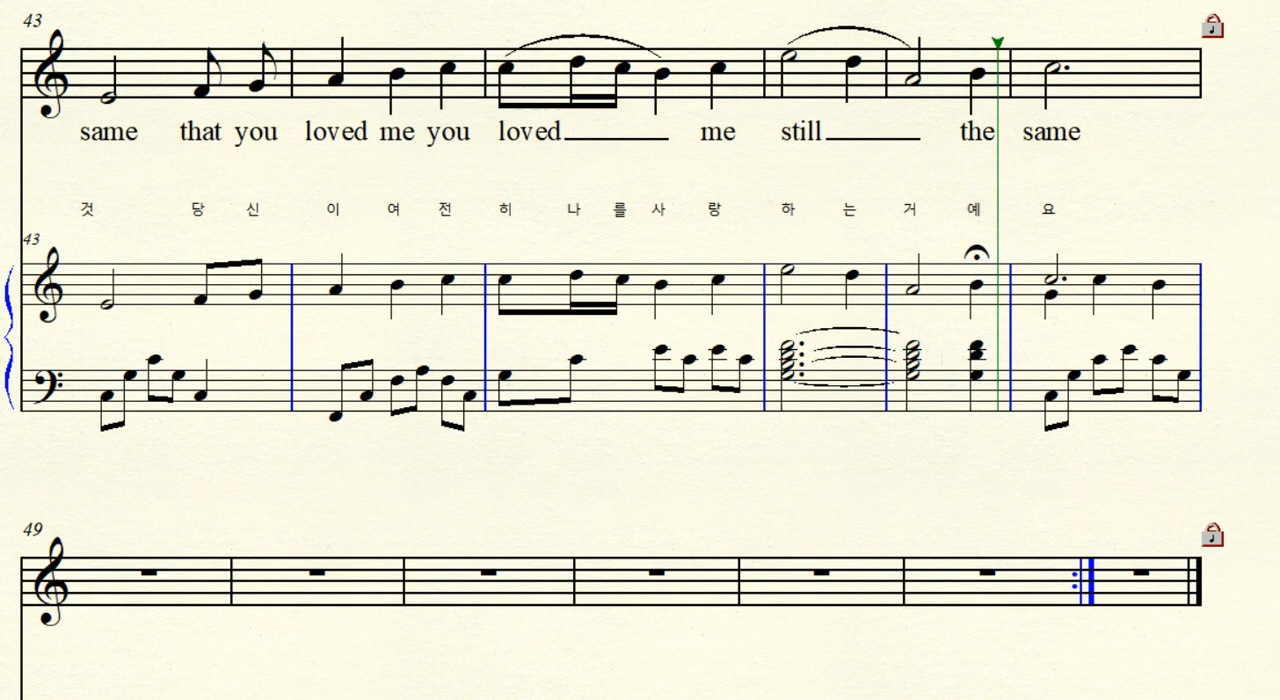 43
same that you loved me you loved me still the same
것 당 신 이 여 전 히 나 를 사 랑 하 는 거 예 요
43
49